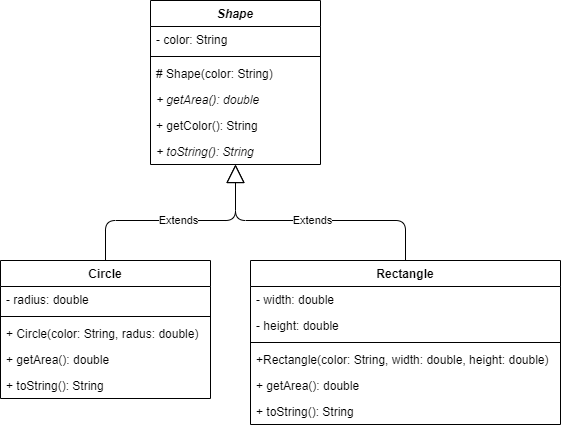 Shape
- color: String
# Shape(color: String)
+ getArea(): double
+ getColor(): String
+ toString(): String
Extends
Extends
Circle
- radius: double
+ Circle(color: String, radius: double)
+ getArea(): double
+ toString(): String
Rectangle
- width: double
- height: double
+Rectangle(color: String, width: double, height: double)
+ getArea(): double
+ toString(): String